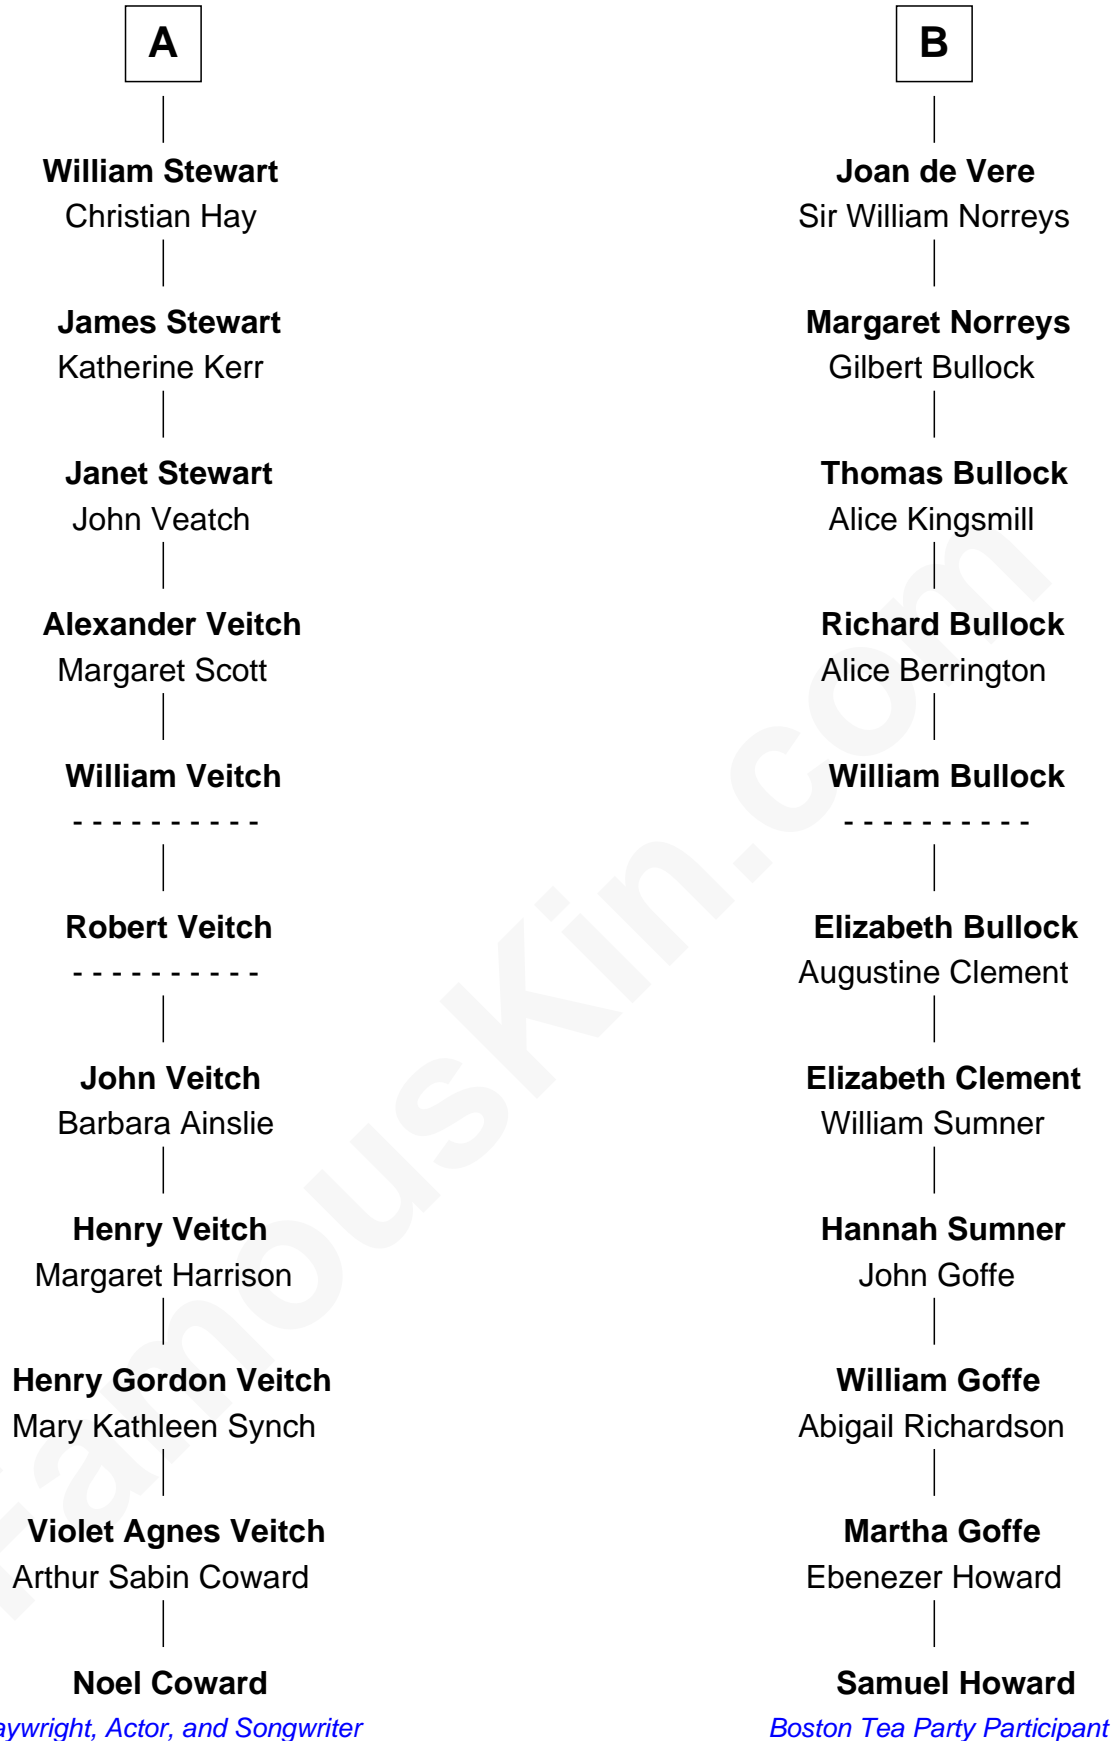 A
William Stewart
Christian Hay
James Stewart
Katherine Kerr
Janet Stewart
John Veatch
Alexander Veitch
Margaret Scott
William Veitch
- - - - - - - - - -
Robert Veitch
- - - - - - - - - -
John Veitch
Barbara Ainslie
Henry Veitch
Margaret Harrison
Henry Gordon Veitch
Mary Kathleen Synch
Violet Agnes Veitch
Arthur Sabin Coward
Noel Coward
aywright, Actor, and Songwriter
B
Joan de Vere
Sir William Norreys
Margaret Norreys
Gilbert Bullock
Thomas Bullock
Alice Kingsmill
Richard Bullock
Alice Berrington
William Bullock
- - - - - - - - - -
Elizabeth Bullock
Augustine Clement
Elizabeth Clement
William Sumner
Hannah Sumner
John Goffe
William Goffe
Abigail Richardson
Martha Goffe
Ebenezer Howard
Samuel Howard
Boston Tea Party Participant
FamousKin.com